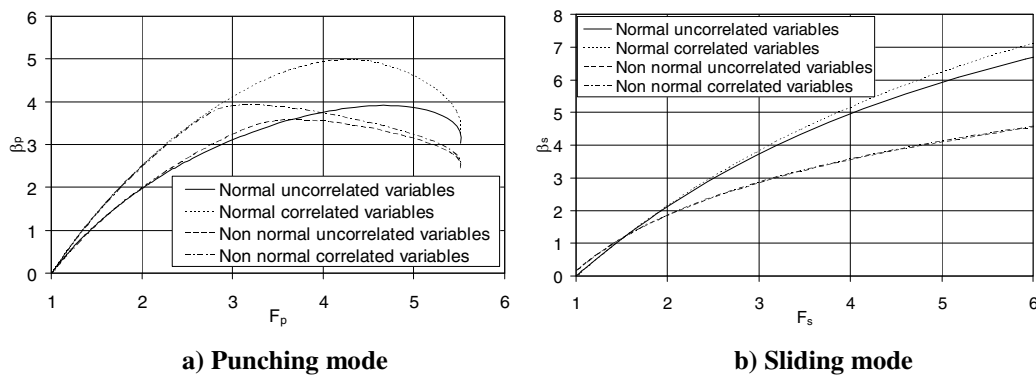 6
5
4
3
2
1
0
βp
Normal uncorrelated variables
Normal correlated variables
Non normal uncorrelated variables
Non normal correlated variables
1 2 3 4 5 6
Fp
a) Punching mode
8
7
6
5
4
3
2
1
0
βs
Normal uncorrelated variables
Normal correlated variables
Non normal uncorrelated variables
Non normal correlated variables
1 2 3 4 5 6
Fs
b) Sliding mode